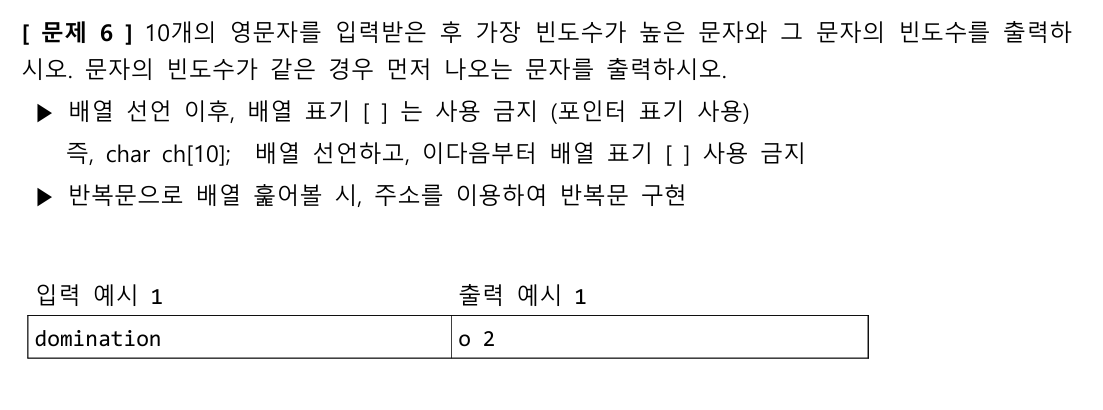 [ 문제 6 ] 10개의 영문자를 입력받은 후 가장 빈도수가 높은 문자와 그 문자의 빈도수를 출력하
시오. 문자의 빈도수가 같은 경우 먼저 나오는 문자를 출력하시오.
▶ 배열 선언 이후, 배열 표기 [ ] 는 사용 금지 (포인터 표기 사용)
즉, char ch[10]; 배열 선언하고, 이다음부터 배열 표기 [ ] 사용 금지
▶ 반복문으로 배열 훑어볼 시, 주소를 이용하여 반복문 구현
입력 예시 1 출력 예시 1
domination o 2